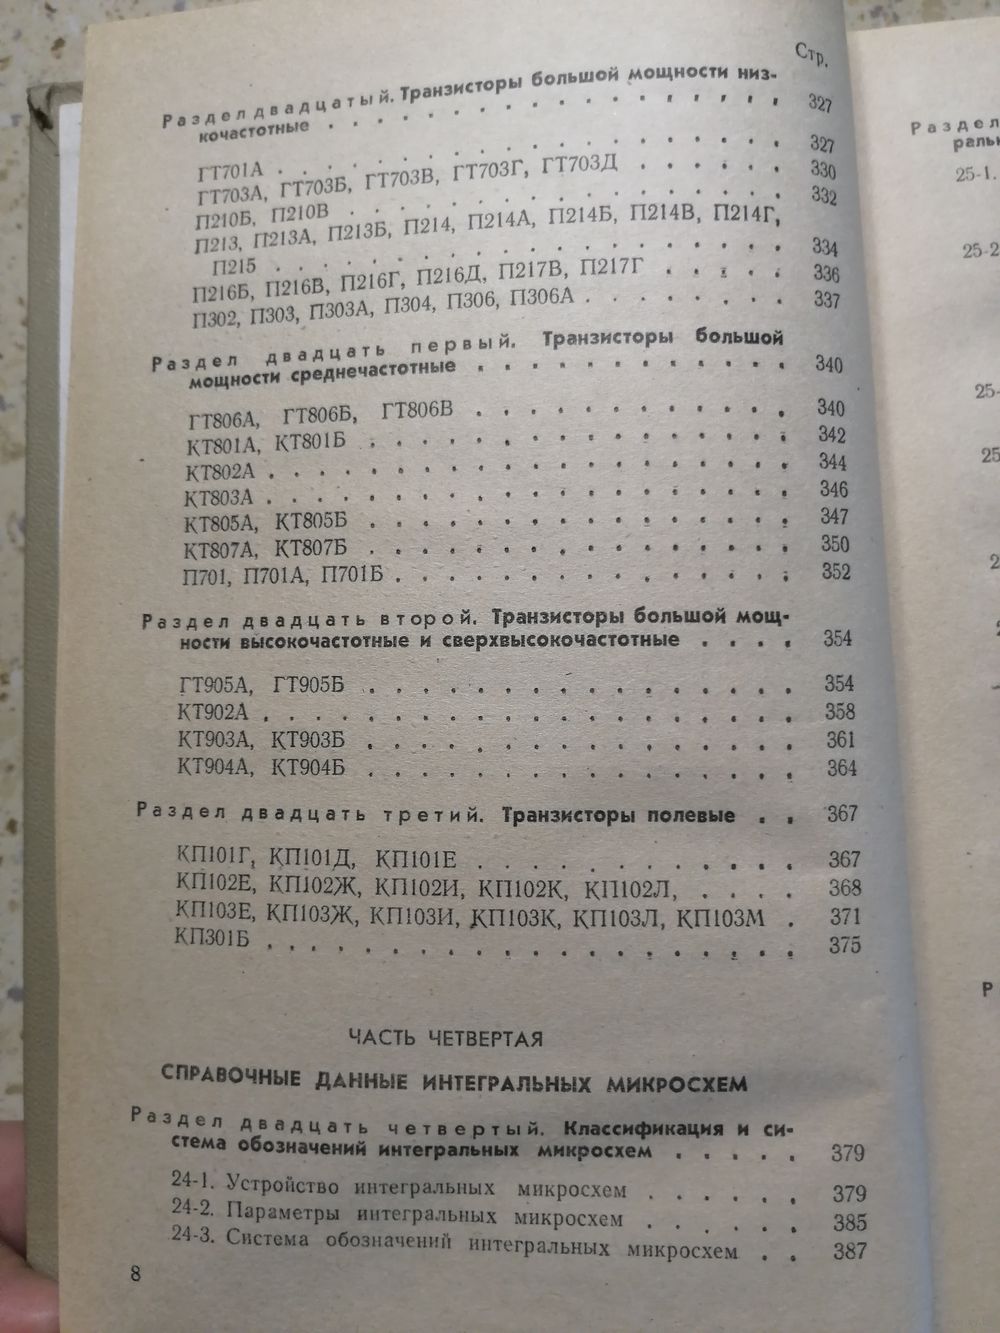 Стр.
Раздел двадцатый. Транзисторы большой мощности низ-
кочастотные . . . . . . . . . . . . . . . . . 327
ГТ701А . . . . . . . . . . . . . . . . . . . 327
ГТ703А, ГТ703Б, ГТ703В, ГТ703Г, ГТ703Д . . . . . . 330
П210Б, П210В . . . . . . . . . . . . . . . . . 332
П213, П213А, П213Б, П214, П214А, П214Б, П214В, П214Г,
П215 . . . . . . . . . . . . . . . . . . . . 334
П216Б, П216В, П216Г, П216Д, П217В, П217Г . . . . . 336
П302, П303, П303А, П304, П306, П306А . . . . . . . . 337
Раздел двадцать первый. Транзисторы большой
мощности среднечастотные . . . . . . . . . . . . 340
ГТ806А, ГТ806Б, ГТ806В . . . . . . . . . . . . 340
КТ801А, КТ801Б . . . . . . . . . . . . . . . . 342
КТ802А . . . . . . . . . . . . . . . . . . . . 344
КТ803А . . . . . . . . . . . . . . . . . . . . 346
КТ805А, КТ805Б . . . . . . . . . . . . . . . . 347
КТ807А, КТ807Б . . . . . . . . . . . . . . . . 350
П701, П701А, П701Б . . . . . . . . . . . . . . . 352
Раздел двадцать второй. Транзисторы большой мощ-
ности высокочастотные и сверхвысокочастотные . . . . 354
ГТ905А, ГТ905Б . . . . . . . . . . . . . . . . 354
КТ902А . . . . . . . . . . . . . . . . . . . . 358
КТ903А, КТ903Б . . . . . . . . . . . . . . . . 361
КТ904А, КТ904Б . . . . . . . . . . . . . . . . 364
Раздел двадцать третий. Транзисторы полевые . . 367
КП101Г, КП101Д, КП101Е . . . . . . . . . . . . 367
КП102Е, КП102Ж, КП102И, КП102К, КП102Л, . . . . 368
КП103Е, КП103Ж, КП103И, КП103К, КП103Л, КП103М . 371
КП301Б . . . . . . . . . . . . . . . . . . . . 375
ЧАСТЬ ЧЕТВЕРТАЯ
СПРАВОЧНЫЕ ДАННЫЕ ИНТЕГРАЛЬНЫХ МИКРОСХЕМ
Раздел двадцать четвертый. Классификация и си-
стема обозначений интегральных микросхем . . . . . 379
24-1. Устройство интегральных микросхем . . . . . . 379
24-2. Параметры интегральных микросхем . . . . . . 385
24-3. Система обозначений интегральных микросхем . . 387
8
Раздел
25-1.